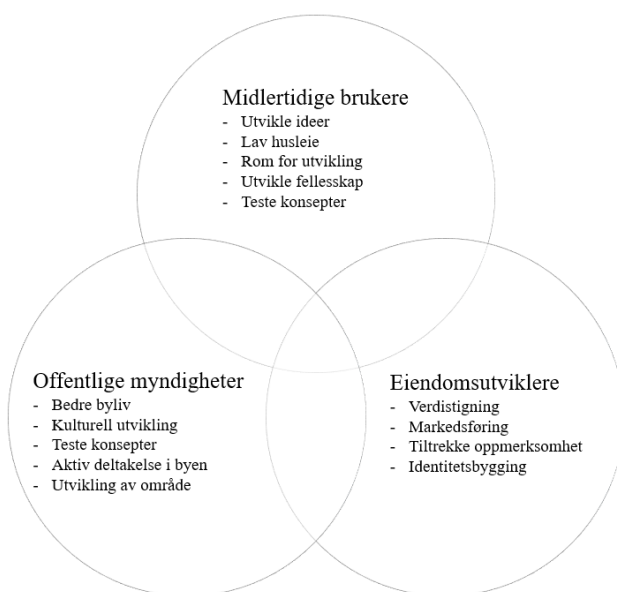 Midlertidige brukere
- Utvikle ideer
- Lav husleie
- Rom for utvikling
- Utvikle fellesskap
- Teste konsepter
Offentlige myndigheter
- Bedre byliv
- Kulturell utvikling
- Teste konsepter
- Aktiv deltakelse i byen
- Utvikling av område
Eiendomsutviklere
- Verdistigning
- Markedsføring
- Tiltrekke oppmerksomhet
- Identitetsbygging